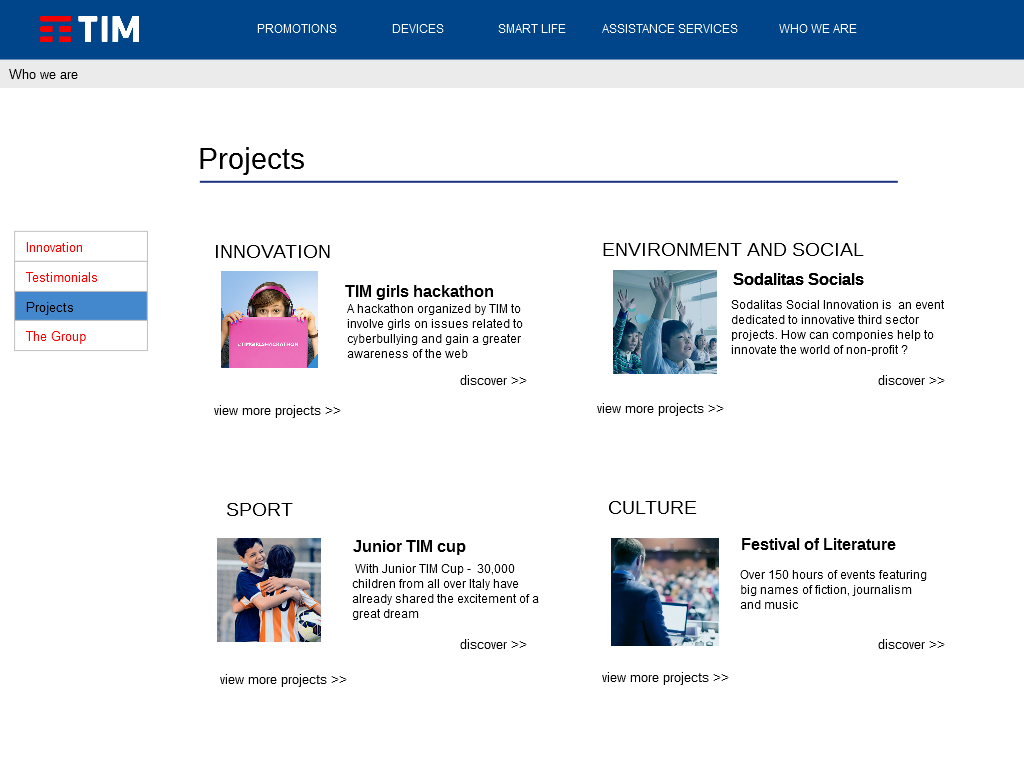 TIM
PROMOTIONS DEVICES SMART LIFE ASSISTANCE SERVICES WHO WE ARE
Who we are
Projects
Innovation
Testimonials
Projects
The Group
INNOVATION
#TIMGIRLSHACKATHON
TIM girls hackathon
A hackathon organized by TIM to
involve girls on issues related to
cyberbullying and gain a greater
awareness of the web
discover >>
view more projects >>
ENVIRONMENT AND SOCIAL
Sodalitas Socials
Sodalitas Social Innovation is  an event
dedicated to innovative third sector
projects. How can companies help to
innovate the world of non-profit ?
discover >>
view more projects >>
SPORT
Junior TIM cup
With Junior TIM Cup -  30,000
children from all over Italy have
already shared the excitement of a
great dream
discover >>
view more projects >>
CULTURE
Festival of Literature
Over 150 hours of events featuring
big names of fiction, journalism
and music
discover >>
view more projects >>